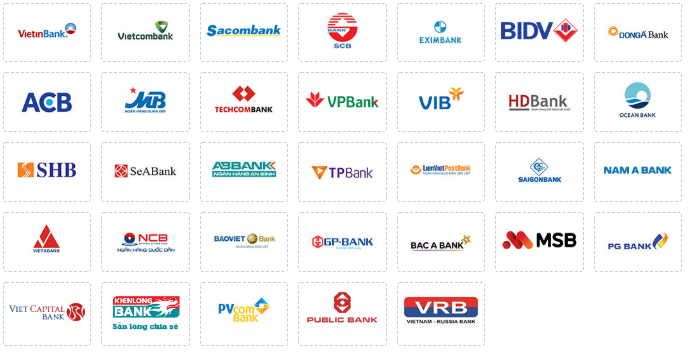 VietinBank
Vietcombank
Sacombank
BANK
SCB
EXIMBANK
BIDV
DONGA Bank
ACB
MB
NGÂN HÀNG QUÂN ĐỘI
TECHCOMBANK
VPBank
VIB
HDBank
OCEAN BANK
SHB
SeABank
ABBANK
NGÂN HÀNG AN BÌNH
TPBank
LienVietPostBank
SAIGONBANK
NAM A BANK
VIETABANK
NCB
NGÂN HÀNG QUỐC DÂN
BAOVIET Bank
GP-BANK
BAC A BANK
MSB
PG BANK
VIET CAPITAL
BANK
KIENLONG
BANK
Sẵn lòng chia sẻ
PVcom
Bank
PUBLIC BANK
VRB
VIETNAM - RUSSIA BANK